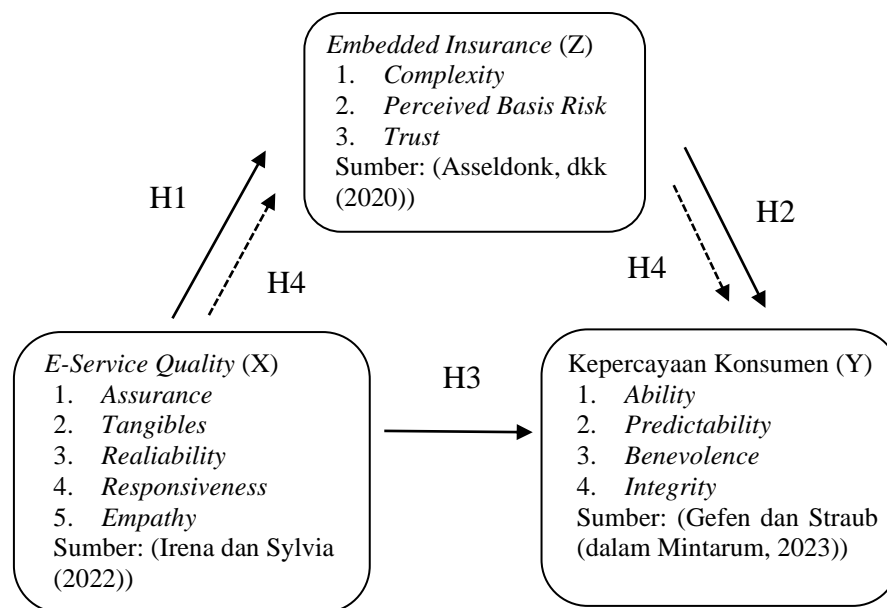 Embedded Insurance (Z)
1. Complexity
2. Perceived Basis Risk
3. Trust
Sumber: (Asseldonk, dkk
(2020))
H1
H4
H4
H2
E-Service Quality (X)
1. Assurance
2. Tangibles
3. Realiability
4. Responsiveness
5. Empathy
Sumber: (Irena dan Sylvia
(2022))
H3
Kepercayaan Konsumen (Y)
1. Ability
2. Predictability
3. Benevolence
4. Integrity
Sumber: (Gefen dan Straub
(dalam Mintarum, 2023))